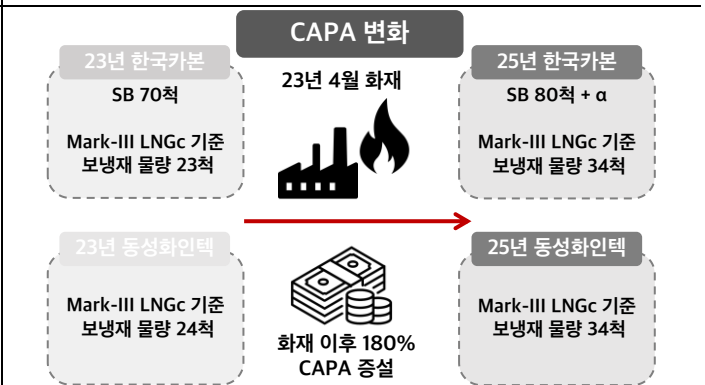 CAPA 변화
23년 한국카본
SB 70척
Mark-III LNGc 기준
보냉재 물량 23척
23년 4월 화재
25년 한국카본
SB 80척 + α
Mark-III LNGc 기준
보냉재 물량 34척
23년 동성화인텍
Mark-III LNGc 기준
보냉재 물량 24척
화재 이후 180%
CAPA 증설
25년 동성화인텍
Mark-III LNGc 기준
보냉재 물량 34척